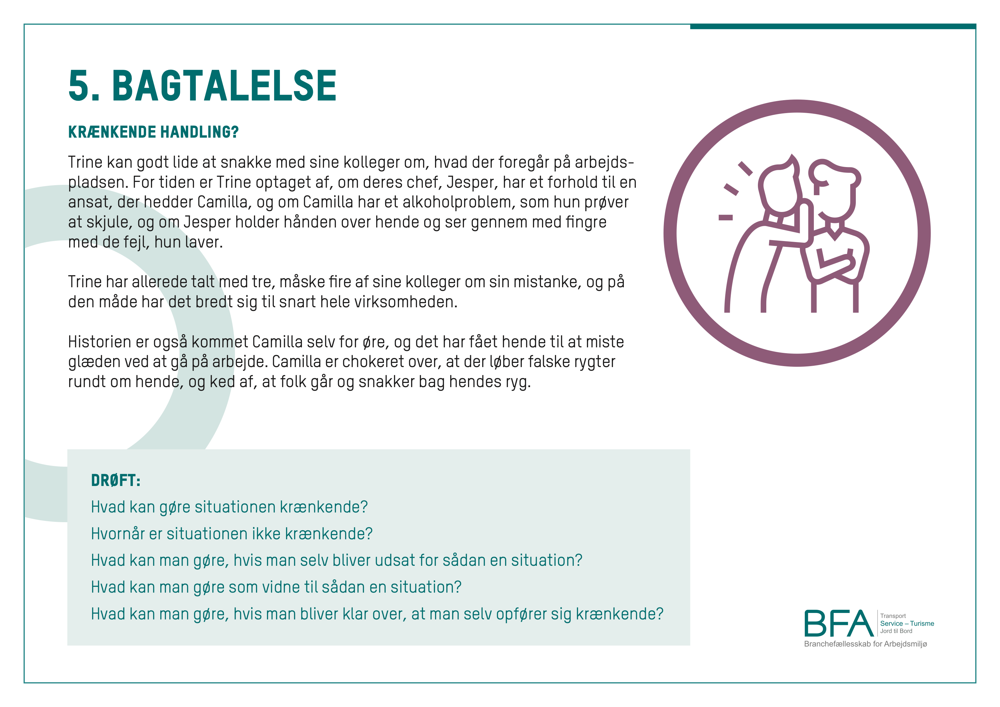 5. BAGTALELSE
KRÆNKENDE HANDLING?
Trine kan godt lide at snakke med sine kolleger om, hvad der foregår på arbejds-
pladsen. For tiden er Trine optaget af, om deres chef, Jesper, har et forhold til en
ansat, der hedder Camilla, og om Camilla har et alkoholproblem, som hun prøver
at skjule, og om Jesper holder hånden over hende og ser gennem med fingre
med de fejl, hun laver.
Trine har allerede talt med tre, måske fire af sine kolleger om sin mistanke, og på
den måde har det bredt sig til snart hele virksomheden.
Historien er også kommet Camilla selv for øre, og det har fået hende til at miste
glæden ved at gå på arbejde. Camilla er chokeret over, at der løber falske rygter
rundt om hende, og ked af, at folk går og snakker bag hendes ryg.
DRØFT:
Hvad kan gøre situationen krænkende?
Hvornår er situationen ikke krænkende?
Hvad kan man gøre, hvis man selv bliver udsat for sådan en situation?
Hvad kan man gøre som vidne til sådan en situation?
Hvad kan man gøre, hvis man bliver klar over, at man selv opfører sig krænkende?
BFA
Transport
Service – Turisme
Jord til Bord
Branchefællesskab for Arbejdsmiljø